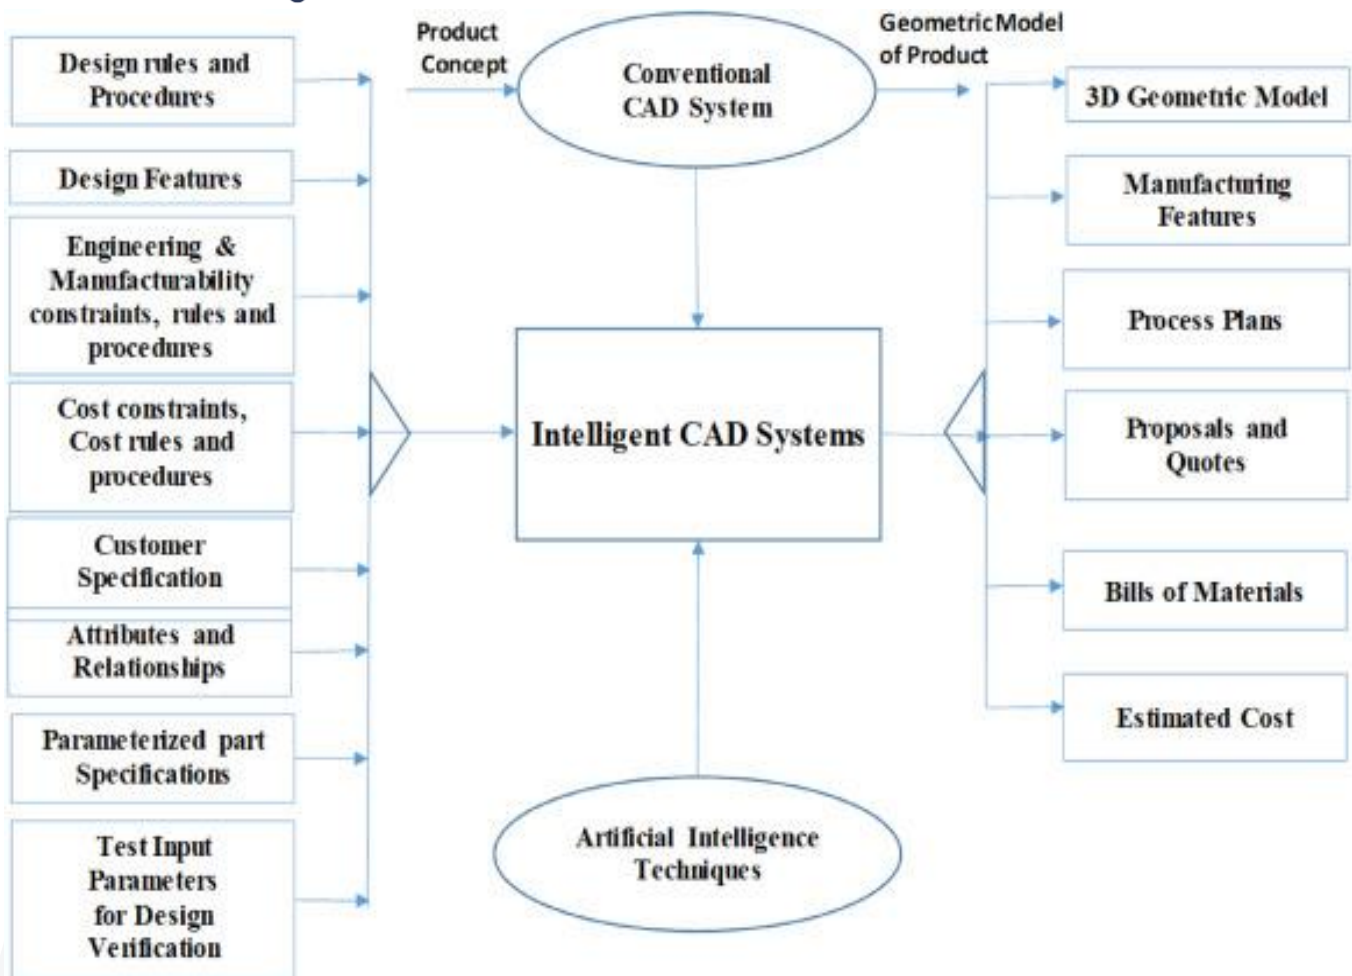 Design rules and
Procedures
Design Features
Engineering &
Manufacturability
constraints, rules and
procedures
Cost constraints,
Cost rules and
procedures
Customer
Specification
Attributes and
Relationships
Parameterized part
Specifications
Test Input
Parameters
for Design
Verification
Product
Concept
Conventional
CAD System
Geometric Model
of Product
Intelligent CAD Systems
Artificial Intelligence
Techniques
3D Geometric Model
Manufacturing
Features
Process Plans
Proposals and
Quotes
Bills of Materials
Estimated Cost